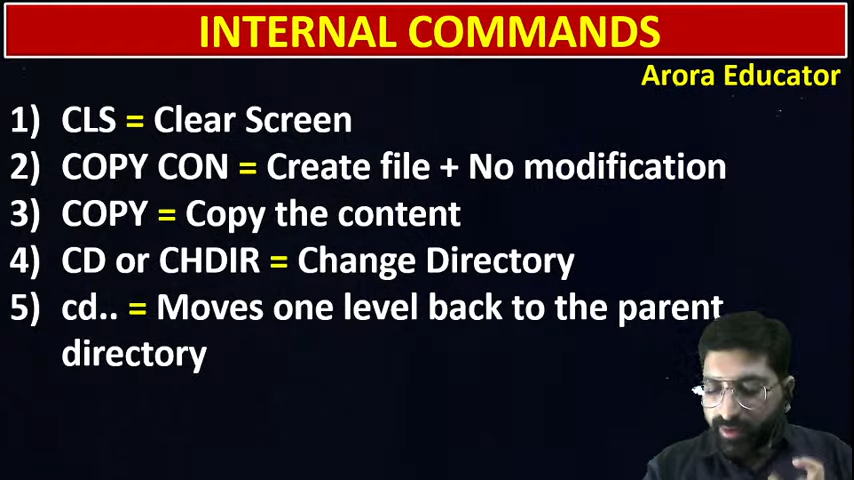 INTERNAL COMMANDS
Arora Educator
1) CLS = Clear Screen
2) COPY CON = Create file + No modification
3) COPY = Copy the content
4) CD or CHDIR = Change Directory
5) cd.. = Moves one level back to the parent
directory